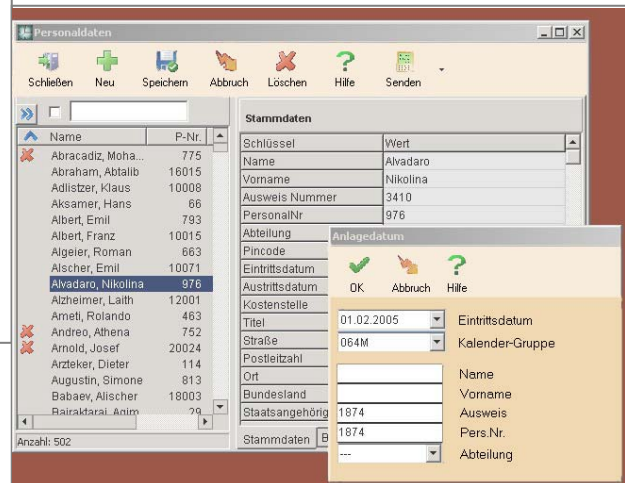 Personaldaten
Schließen Neu Speichern Abbruch Löschen Hilfe Senden
Name P-Nr.
Abracadiz, Moha... 775
Abraham, Abtalib 16015
Adlistzer, Klaus 10008
Aksamer, Hans 66
Albert, Emil 793
Albert, Franz 10015
Algeier, Roman 663
Alscher, Emil 10071
Alvadaro, Nikolina 976
Alzheimer, Laith 12001
Ameti, Rolando 463
Andreo, Athena 752
Arnold, Josef 20024
Arzteker, Dieter 114
Augustin, Simone 813
Babaev, Alischer 18003
Bairaktarai, Agim 29
Anzahl: 502
Stammdaten
Schlüssel Wert
Name Alvadaro
Vorname Nikolina
Ausweis Nummer 3410
PersonalNr 976
Abteilung
Pincode
Eintrittsdatum
Austrittsdatum
Kostenstelle
Titel
Straße
Postleitzahl
Ort
Bundesland
Staatsangehörig
Stammdaten B
Anlagedatum
OK Abbruch Hilfe
01.02.2005 Eintrittsdatum
064M Kalender-Gruppe
Name
Vorname
1874 Ausweis
1874 Pers.Nr.
--- Abteilung